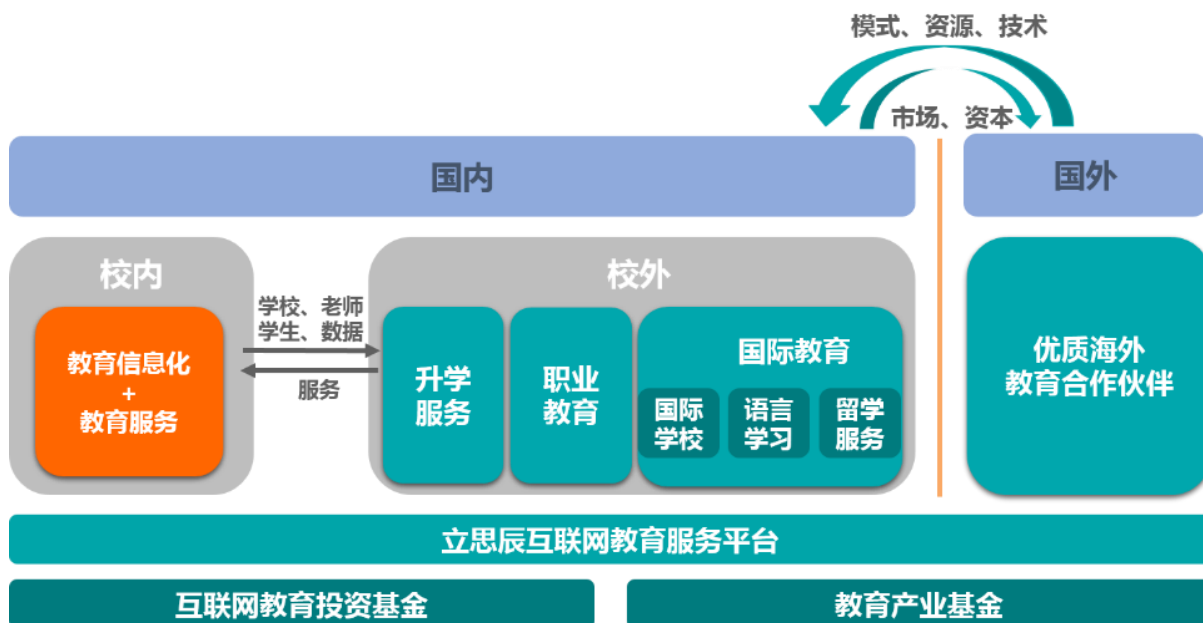 模式、资源、技术
市场、资本
国内
国外
校内
教育信息化
+
教育服务
学校、老师
学生、数据
服务
校外
升学
服务
职业
教育
国际教育
国际
学校
语言
学习
留学
服务
优质海外
教育合作伙伴
立思辰互联网教育服务平台
互联网教育投资基金
教育产业基金